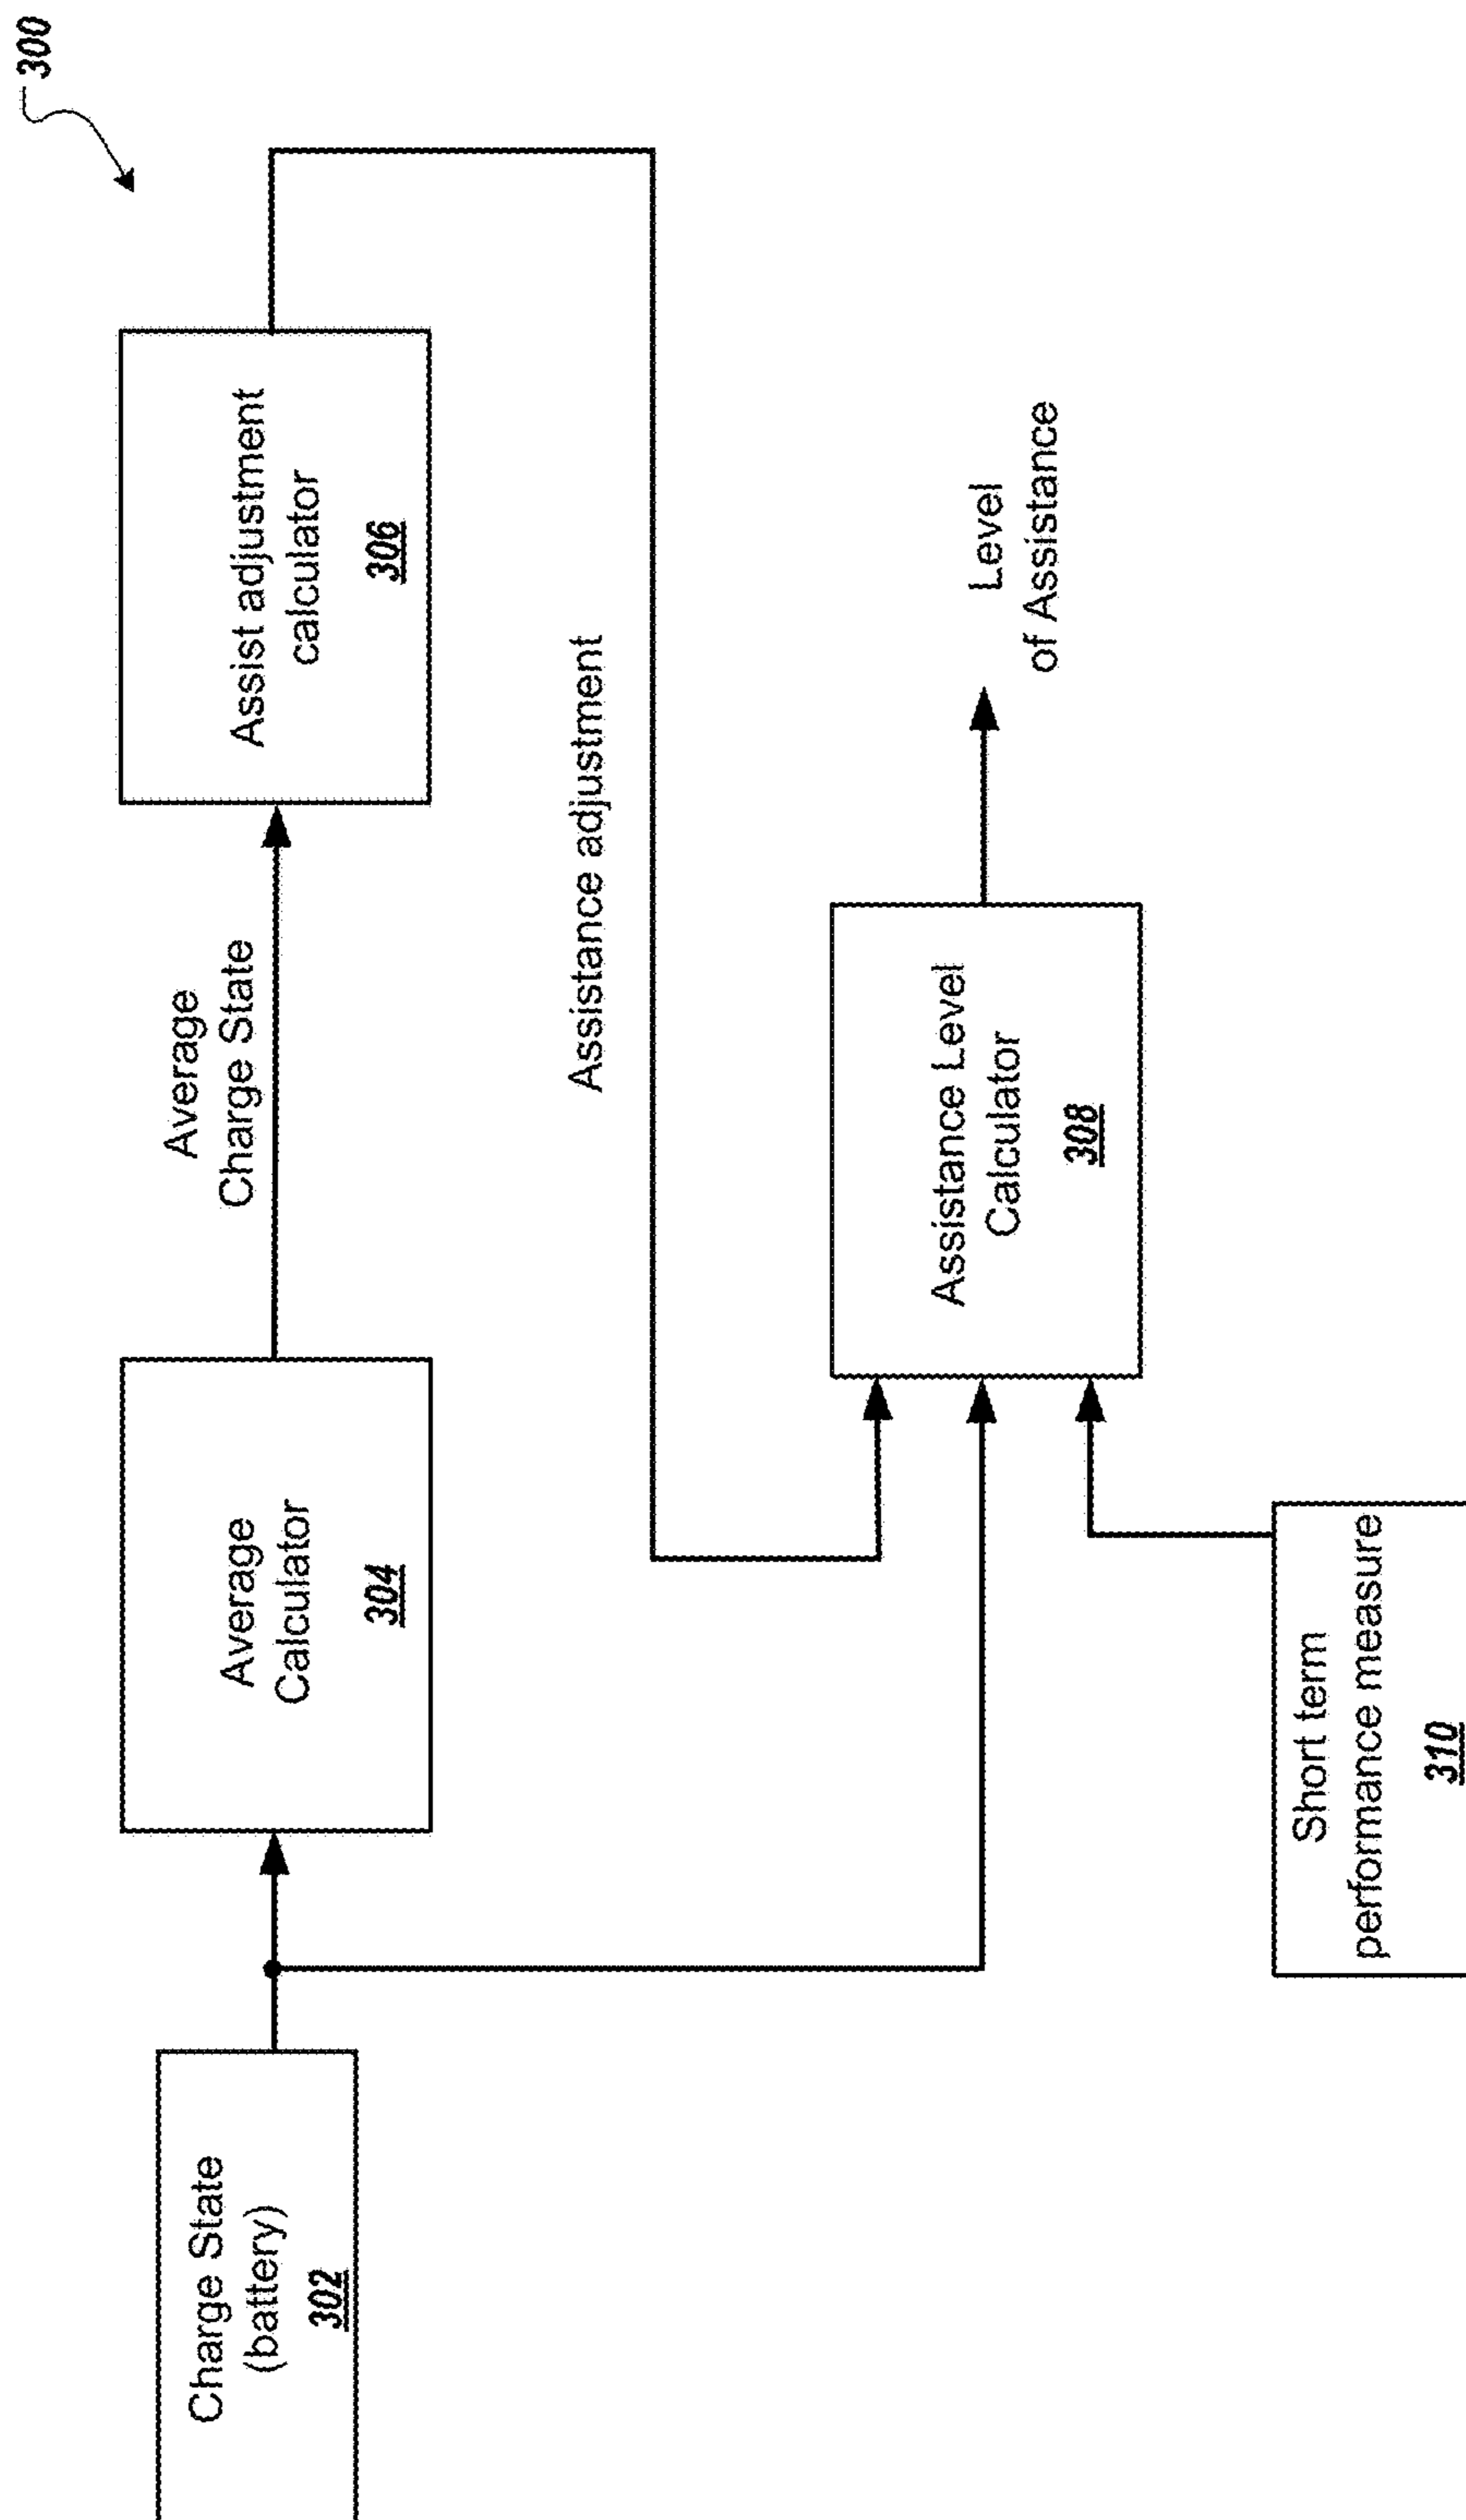 300
Charge State
(battery)
302
Average
Calculator
304
Average
Charge State
Assist adjustment
calculator
306
Assistance adjustment
Assistance Level
Calculator
308
Level
of Assistance
Short term
performance measure
310